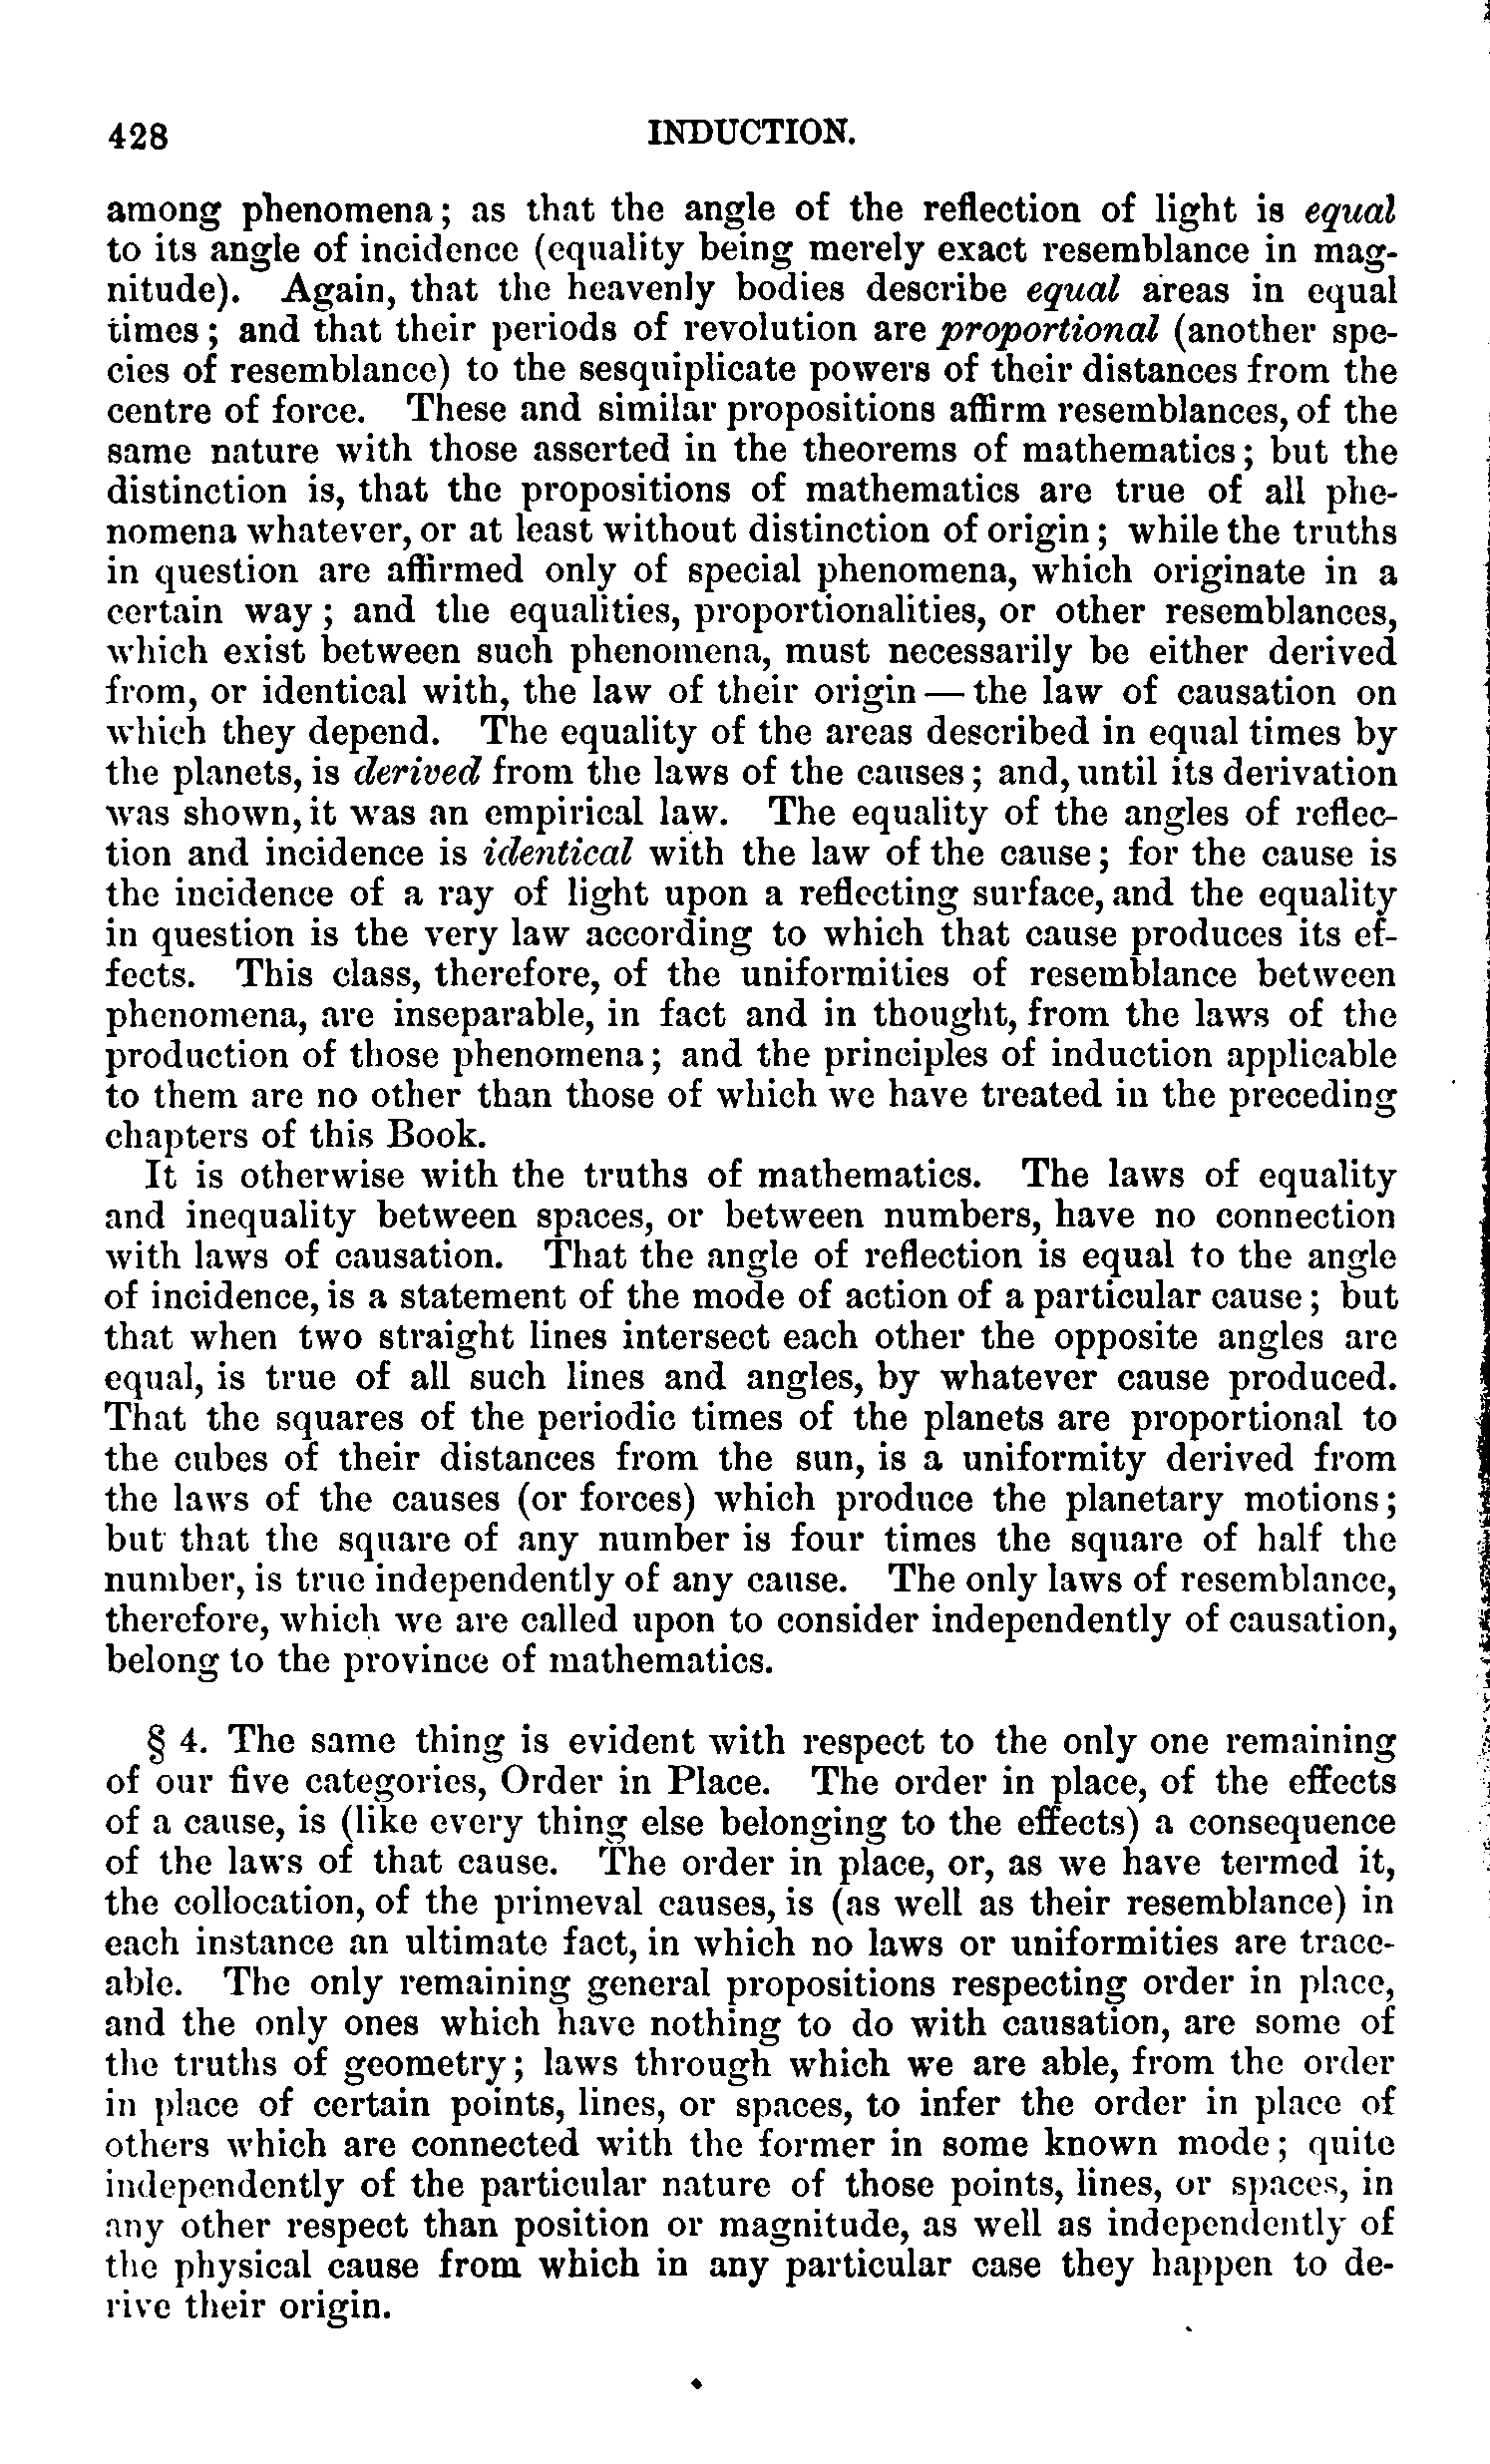 428 INDUCTION.
among phenomena; as that the angle of the reflection of light is equal
to its angle of incidence (equality being merely exact resemblance in mag-
nitude). Again, that the heavenly bodies describe equal areas in equal
times; and that their periods of revolution are proportional (another spe-
cies of resemblance) to the sesquiplicate powers of their distances from the
centre of force. These and similar propositions affirm resemblances, of the
same nature with those asserted in the theorems of mathematics; but the
distinction is, that the propositions of mathematics are true of all phe-
nomena whatever, or at least without distinction of origin; while the truths
in question are affirmed only of special phenomena, which originate in a
certain way; and the equalities, proportionalities, or other resemblances,
which exist between such phenomena, must necessarily be either derived
from, or identical with, the law of their origin — the law of causation on
which they depend. The equality of the areas described in equal times by
the planets, is derived from the laws of the causes; and, until its derivation
was shown, it was an empirical law. The equality of the angles of reflec-
tion and incidence is identical with the law of the cause; for the cause is
the incidence of a ray of light upon a reflecting surface, and the equality
in question is the very law according to which that cause produces its ef-
fects. This class, therefore, of the uniformities of resemblance between
phenomena, are inseparable, in fact and in thought, from the laws of the
production of those phenomena; and the principles of induction applicable
to them are no other than those of which we have treated in the preceding
chapters of this Book.
It is otherwise with the truths of mathematics. The laws of equality
and inequality between spaces, or between numbers, have no connection
with laws of causation. That the angle of reflection is equal to the angle
of incidence, is a statement of the mode of action of a particular cause; but
that when two straight lines intersect each other the opposite angles are
equal, is true of all such lines and angles, by whatever cause produced.
That the squares of the periodic times of the planets are proportional to
the cubes of their distances from the sun, is a uniformity derived from
the laws of the causes (or forces) which produce the planetary motions;
but that the square of any number is four times the square of half the
number, is true independently of any cause. The only laws of resemblance,
therefore, which we are called upon to consider independently of causation,
belong to the province of mathematics.
§ 4. The same thing is evident with respect to the only one remaining
of our five categories, Order in Place. The order in place, of the effects
of a cause, is (like every thing else belonging to the effects) a consequence
of the laws of that cause. The order in place, or, as we have termed it,
the collocation, of the primeval causes, is (as well as their resemblance) in
each instance an ultimate fact, in which no laws or uniformities are trace-
able. The only remaining general propositions respecting order in place,
and the only ones which have nothing to do with causation, are some of
the truths of geometry; laws through which we are able, from the order
in place of certain points, lines, or spaces, to infer the order in place of
others which are connected with the former in some known mode; quite
independently of the particular nature of those points, lines, or spaces, in
any other respect than position or magnitude, as well as independently of
the physical cause from which in any particular case they happen to de-
rive their origin.